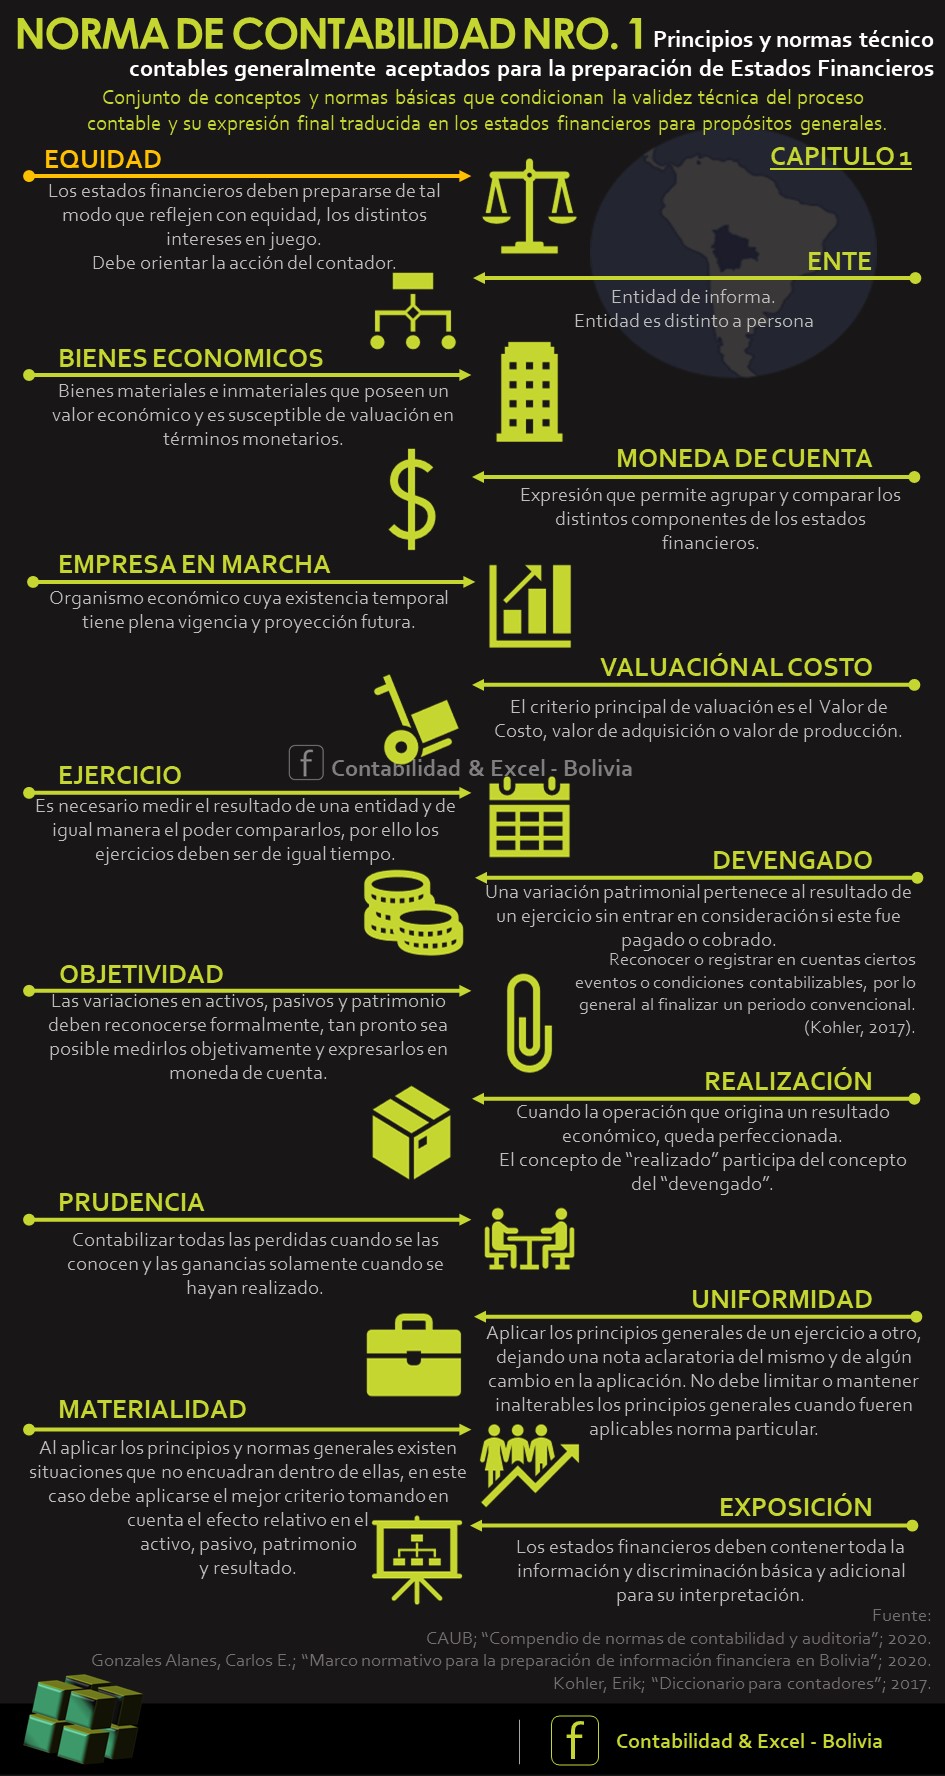 NORMA DE CONTABILIDAD NRO. 1 Principios y normas técnico
contables generalmente aceptados para la preparación de Estados Financieros
Conjunto de conceptos y normas básicas que condicionan la validez técnica del proceso
contable y su expresión final traducida en los estados financieros para propósitos generales.
CAPITULO 1
EQUIDAD
Los estados financieros deben prepararse de tal
modo que reflejen con equidad, los distintos
intereses en juego.
Debe orientar la acción del contador.
ENTE
Entidad de informa.
Entidad es distinto a persona
BIENES ECONOMICOS
Bienes materiales e inmateriales que poseen un
valor económico y es susceptible de valuación en
términos monetarios.
MONEDA DE CUENTA
Expresión que permite agrupar y comparar los
distintos componentes de los estados
financieros.
EMPRESA EN MARCHA
Organismo económico cuya existencia temporal
tiene plena vigencia y proyección futura.
VALUACIÓN AL COSTO
El criterio principal de valuación es el Valor de
Costo, valor de adquisición o valor de producción.
f Contabilidad & Excel - Bolivia
EJERCICIO
Es necesario medir el resultado de una entidad y de
igual manera el poder compararlos, por ello los
ejercicios deben ser de igual tiempo.
DEVENGADO
Una variación patrimonial pertenece al resultado de
un ejercicio sin entrar en consideración si este fue
pagado o cobrado.
Reconocer o registrar en cuentas ciertos
eventos o condiciones contabilizables, por lo
general al finalizar un periodo convencional.
(Kohler, 2017).
OBJETIVIDAD
Las variaciones en activos, pasivos y patrimonio
deben reconocerse formalmente, tan pronto sea
posible medirlos objetivamente y expresarlos en
moneda de cuenta.
REALIZACIÓN
Cuando la operación que origina un resultado
económico, queda perfeccionada.
El concepto de “realizado” participa del concepto
del “devengado”.
PRUDENCIA
Contabilizar todas las perdidas cuando se las
conocen y las ganancias solamente cuando se
hayan realizado.
UNIFORMIDAD
Aplicar los principios generales de un ejercicio a otro,
dejando una nota aclaratoria del mismo y de algún
cambio en la aplicación. No debe limitar o mantener
inalterables los principios generales cuando fueren
aplicables norma particular.
MATERIALIDAD
Al aplicar los principios y normas generales existen
situaciones que no encuadran dentro de ellas, en este
caso debe aplicarse el mejor criterio tomando en
cuenta el efecto relativo en el
activo, pasivo, patrimonio
y resultado.
EXPOSICIÓN
Los estados financieros deben contener toda la
información y discriminación básica y adicional
para su interpretación.
Fuente:
CAUB; “Compendio de normas de contabilidad y auditoria”; 2020.
Gonzales Alanes, Carlos E.; “Marco normativo para la preparación de información financiera en Bolivia”; 2020.
Kohler, Erik; “Diccionario para contadores”; 2017.
f Contabilidad & Excel - Bolivia